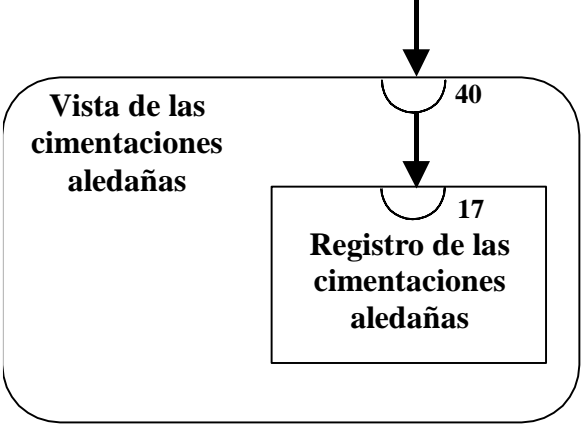 Vista de las
cimentaciones
aledañas
40
17
Registro de las
cimentaciones
aledañas